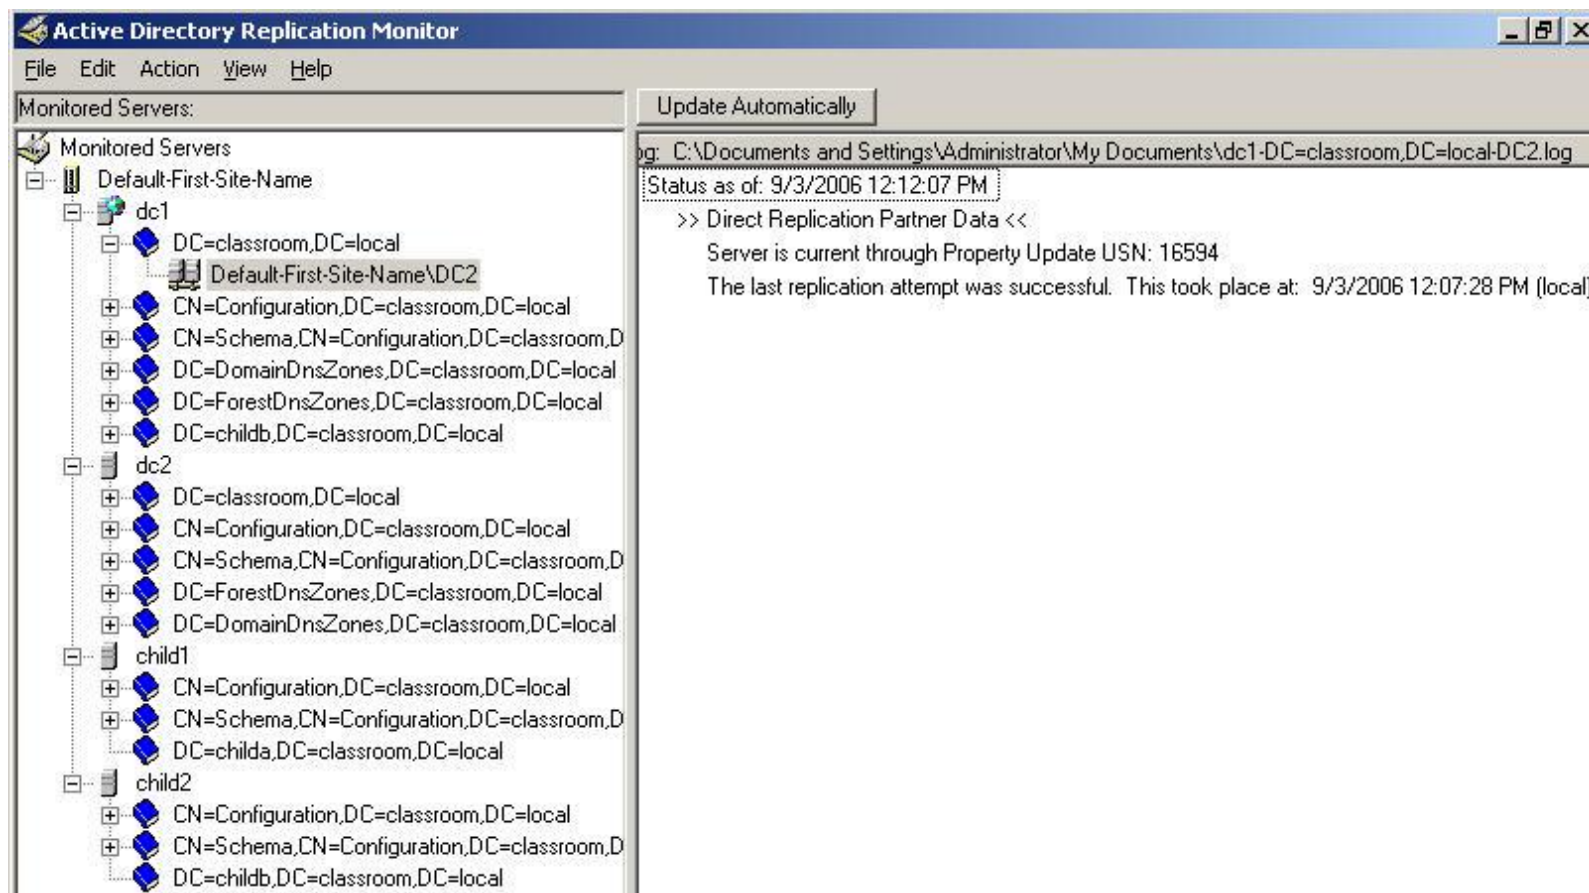 Active Directory Replication Monitor
File Edit Action View Help
Monitored Servers:
Monitored Servers
Default-First-Site-Name
dc1
DC=classroom,DC=local
Default-First-Site-Name\DC2
CN=Configuration,DC=classroom,DC=local
CN=Schema,CN=Configuration,DC=classroom,D
DC=DomainDnsZones,DC=classroom,DC=local
DC=ForestDnsZones,DC=classroom,DC=local
DC=childb,DC=classroom,DC=local
dc2
DC=classroom,DC=local
CN=Configuration,DC=classroom,DC=local
CN=Schema,CN=Configuration,DC=classroom,D
DC=ForestDnsZones,DC=classroom,DC=local
DC=DomainDnsZones,DC=classroom,DC=local
child1
CN=Configuration,DC=classroom,DC=local
CN=Schema,CN=Configuration,DC=classroom,D
DC=childa,DC=classroom,DC=local
child2
CN=Configuration,DC=classroom,DC=local
CN=Schema,CN=Configuration,DC=classroom,D
DC=childb,DC=classroom,DC=local
Update Automatically
og: C:\Documents and Settings\Administrator\My Documents\dc1-DC=classroom,DC=local-DC2.log
Status as of: 9/3/2006 12:12:07 PM
>> Direct Replication Partner Data <<
Server is current through Property Update USN: 16594
The last replication attempt was successful. This took place at: 9/3/2006 12:07:28 PM (local)